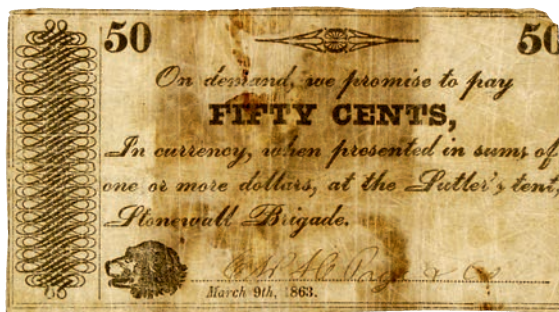 50 50
On demand, we promise to pay
FIFTY CENTS,
In currency, when presented in sums of
one or more dollars, at the Sutler's tent,
Stonewall Brigade.
& Co
March 9th, 1863.